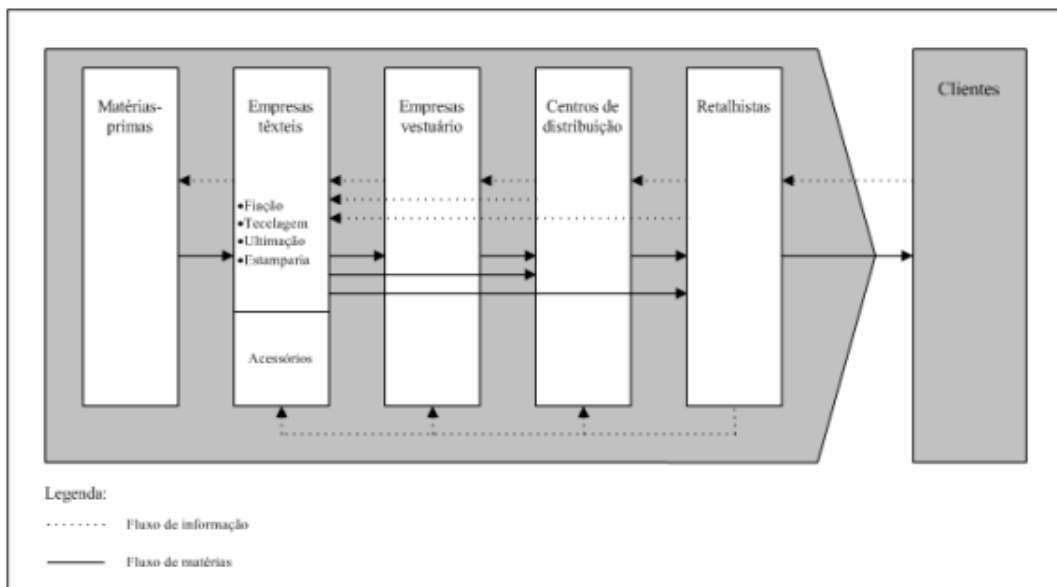 Matérias-
primas
Empresas
têxteis
•Fiação
•Tecelagem
•Ultimação
•Estamparia
Acessórios
Empresas
vestuário
Centros de
distribuição
Retalhistas
Clientes
Legenda:
Fluxo de informação
Fluxo de matérias